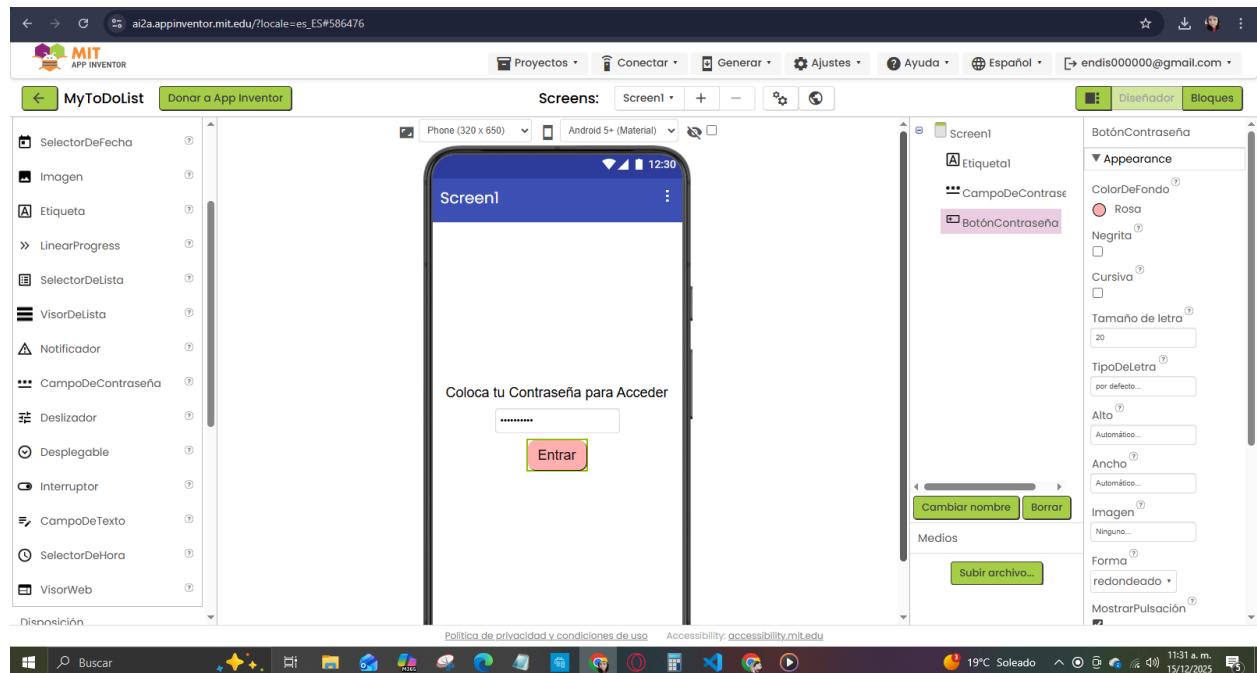 ai2a.appinventor.mit.edu/?locale=es_ES#586476
MIT
APP INVENTOR
Proyectos
Conectar
Generar
Ajustes
Ayuda
Español
endis000000@gmail.com
MyToDoList
Donar a App Inventor
Screens:
Screen1
Diseñador
Bloques
SelectorDeFecha
Imagen
Etiqueta
LinearProgress
SelectorDeLista
VisorDeLista
Notificador
CampoDeContraseña
Deslizador
Desplegable
Interruptor
CampoDeTexto
SelectorDeHora
VisorWeb
Disposición
Phone (320 x 650)
Android 5+ (Material)
12:30
Screen1
Coloca tu Contraseña para Acceder
Entrar
Screen1
Etiqueta1
CampoDeContrase
BotónContraseña
Cambiar nombre
Borrar
Medios
Subir archivo...
BotónContraseña
Appearance
ColorDeFondo
Rosa
Negrita
Cursiva
Tamaño de letra
20
TipoDeLetra
por defecto...
Alto
Automático...
Ancho
Automático...
Imagen
Ninguno...
Forma
redondeado
MostrarPulsación
Política de privacidad y condiciones de uso
Accessibility: accessibility.mit.edu
Buscar
19°C Soleado
11:31 a. m.
15/12/2025